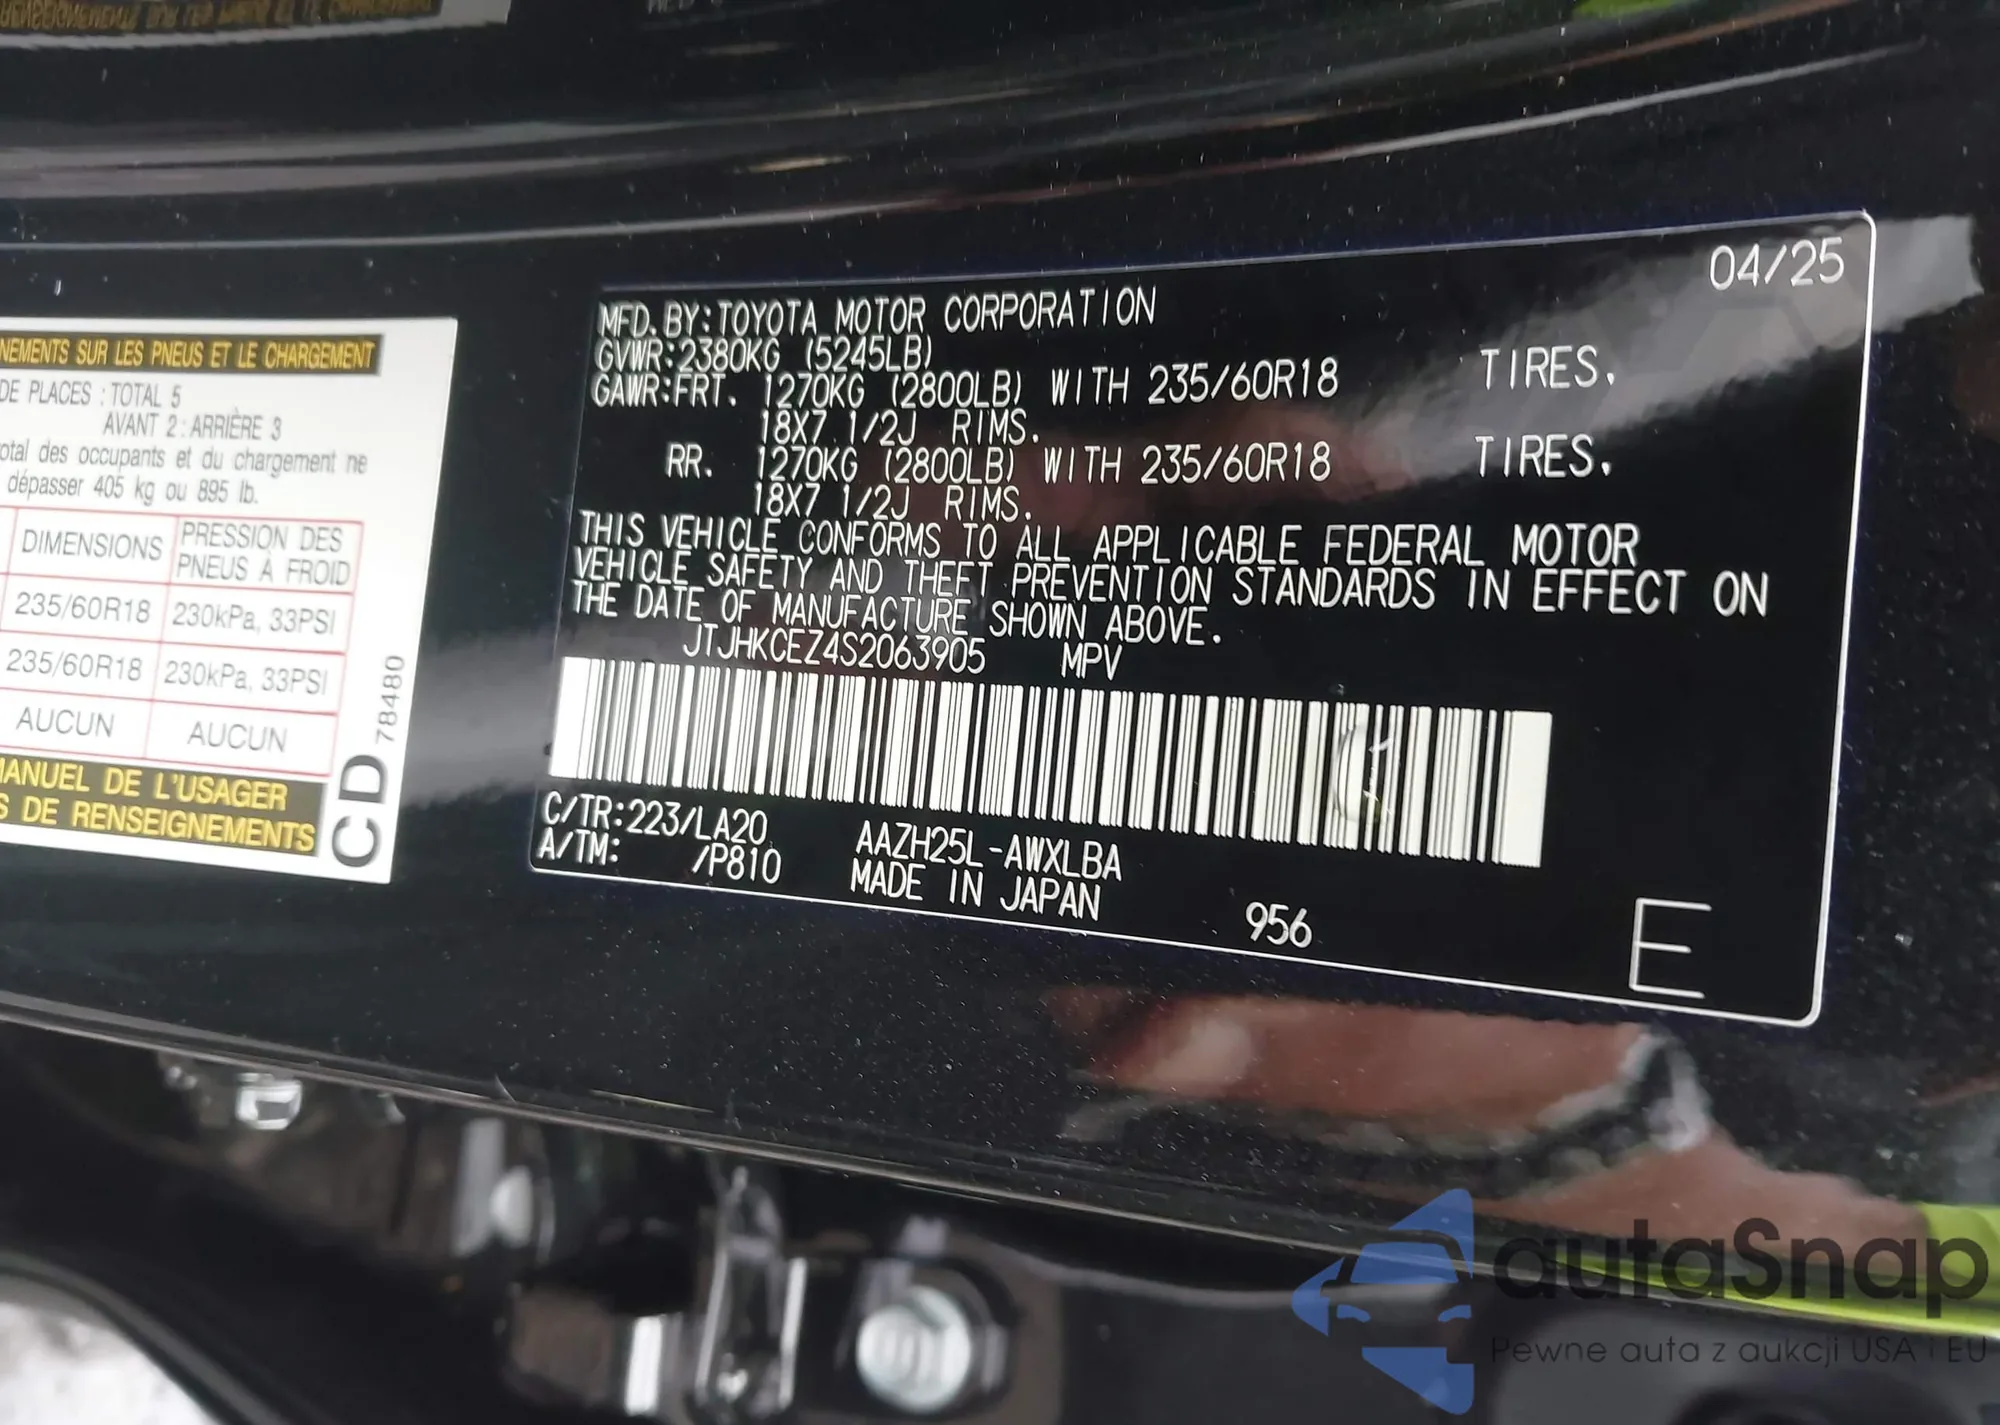 NEMENTS SUR LES PNEUS ET LE CHARGEMENT
DE PLACES : TOTAL 5
AVANT 2 : ARRIÈRE 3
otal des occupants et du chargement ne
dépasser 405 kg ou 895 lb.
DIMENSIONS PRESSION DES PNEUS À FROID
235/60R18 230kPa, 33PSI
235/60R18 230kPa, 33PSI
AUCUN AUCUN
MANUEL DE L'USAGER
S DE RENSEIGNEMENTS
CD 78480
04/25
MFD. BY: TOYOTA MOTOR CORPORATION
GVWR: 2380KG (5245LB)
GAWR: FRT. 1270KG (2800LB) WITH 235/60R18 TIRES.
18X7 1/2J RIMS.
RR. 1270KG (2800LB) WITH 235/60R18 TIRES.
18X7 1/2J RIMS.
THIS VEHICLE CONFORMS TO ALL APPLICABLE FEDERAL MOTOR
VEHICLE SAFETY AND THEFT PREVENTION STANDARDS IN EFFECT ON
THE DATE OF MANUFACTURE SHOWN ABOVE.
JTJHKCEZ4S2063905 MPV
C/TR: 223/LA20 AAZH25L-AWXLBA
A/TM: /P810 MADE IN JAPAN
956
E
autaSnap
Pewne auta z aukcji USA i EU